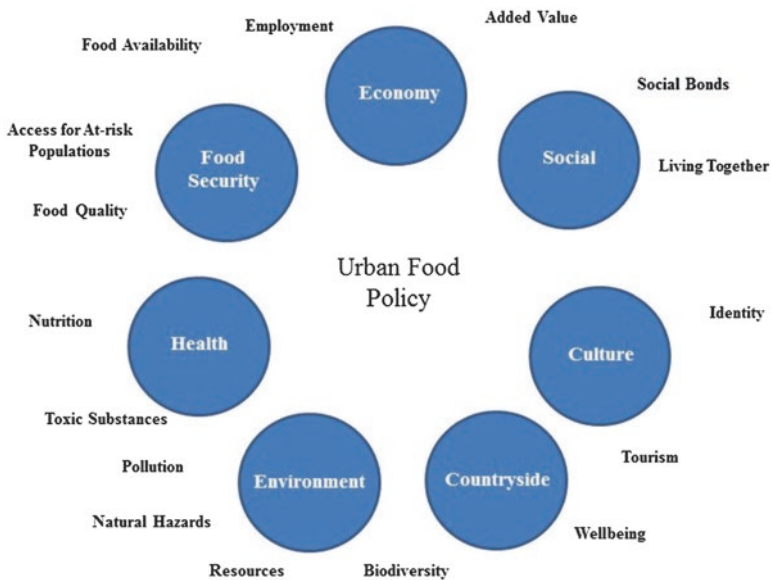 Employment
Added Value
Food Availability
Economy
Social Bonds
Access for At-risk
Populations
Food
Security
Social
Living Together
Food Quality
Urban Food
Policy
Nutrition
Health
Culture
Identity
Toxic Substances
Pollution
Environment
Countryside
Tourism
Natural Hazards
Wellbeing
Resources
Biodiversity